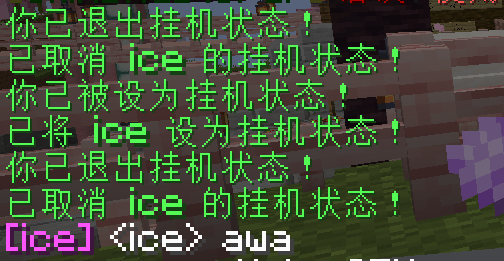 你已退出挂机状态！
已取消 ice 的挂机状态！
你已被设为挂机状态！
已将 ice 设为挂机状态！
你已退出挂机状态！
已取消 ice 的挂机状态！
[ice] <ice> awa